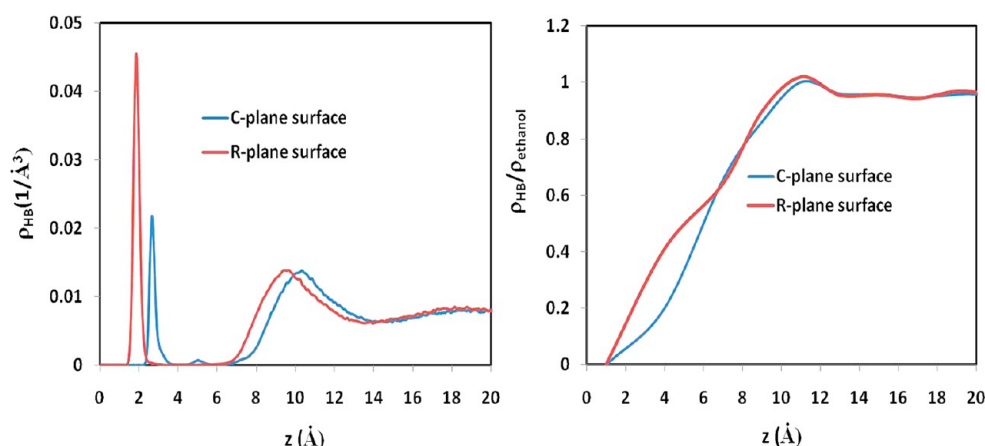 0.05
0.04
0.03
0.02
0.01
0
ρHB(1/Å3)
C-plane surface
R-plane surface
0 2 4 6 8 10 12 14 16 18 20
z (Å)
1.2
1
0.8
0.6
0.4
0.2
0
ρHB/ρethanol
C-plane surface
R-plane surface
0 2 4 6 8 10 12 14 16 18 20
z (Å)